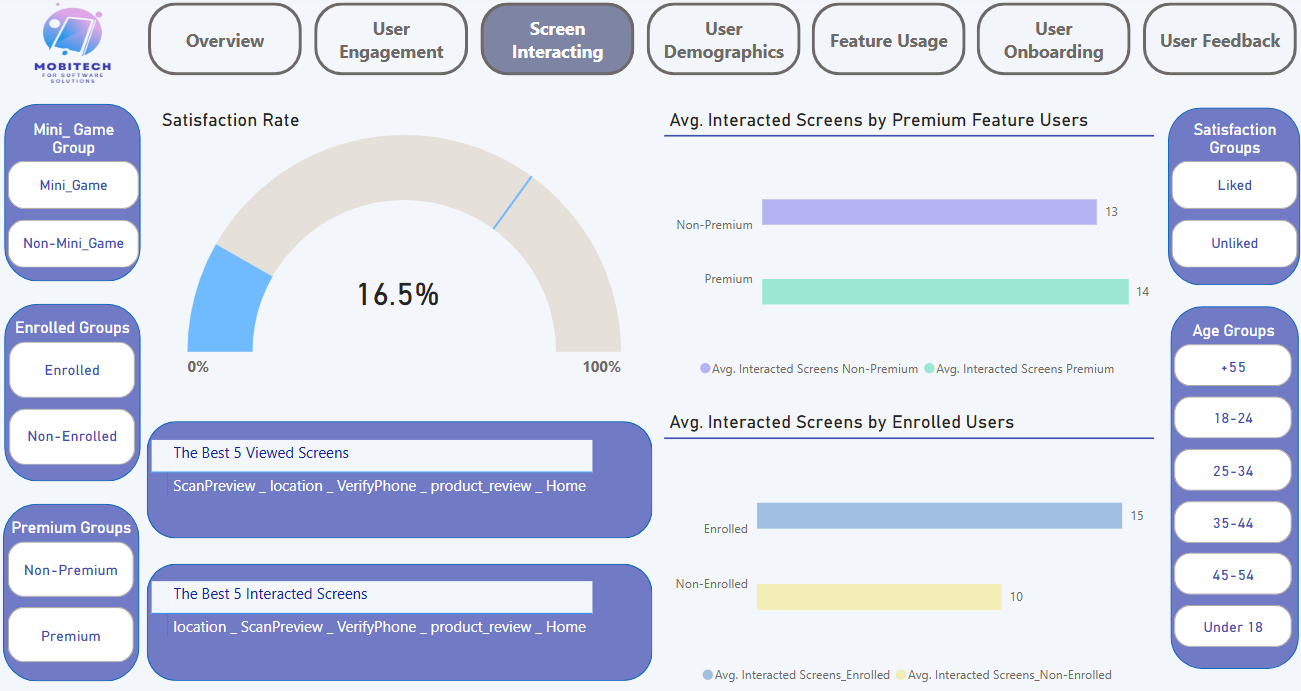 MOBITECH
FOR SOFTWARE
SOLUTIONS
Overview
User
Engagement
Screen
Interacting
User
Demographics
Feature Usage
User
Onboarding
User Feedback
Mini_ Game
Group
Mini_Game
Non-Mini_Game
Enrolled Groups
Enrolled
Non-Enrolled
Premium Groups
Non-Premium
Premium
Satisfaction Rate
16.5%
0%
100%
The Best 5 Viewed Screens
ScanPreview _ location _ VerifyPhone _ product_review _ Home
The Best 5 Interacted Screens
location _ ScanPreview _ VerifyPhone _ product_review _ Home
Avg. Interacted Screens by Premium Feature Users
Non-Premium
13
Premium
14
Avg. Interacted Screens Non-Premium Avg. Interacted Screens Premium
Avg. Interacted Screens by Enrolled Users
Enrolled
15
Non-Enrolled
10
Avg. Interacted Screens_Enrolled Avg. Interacted Screens_Non-Enrolled
Satisfaction
Groups
Liked
Unliked
Age Groups
+55
18-24
25-34
35-44
45-54
Under 18